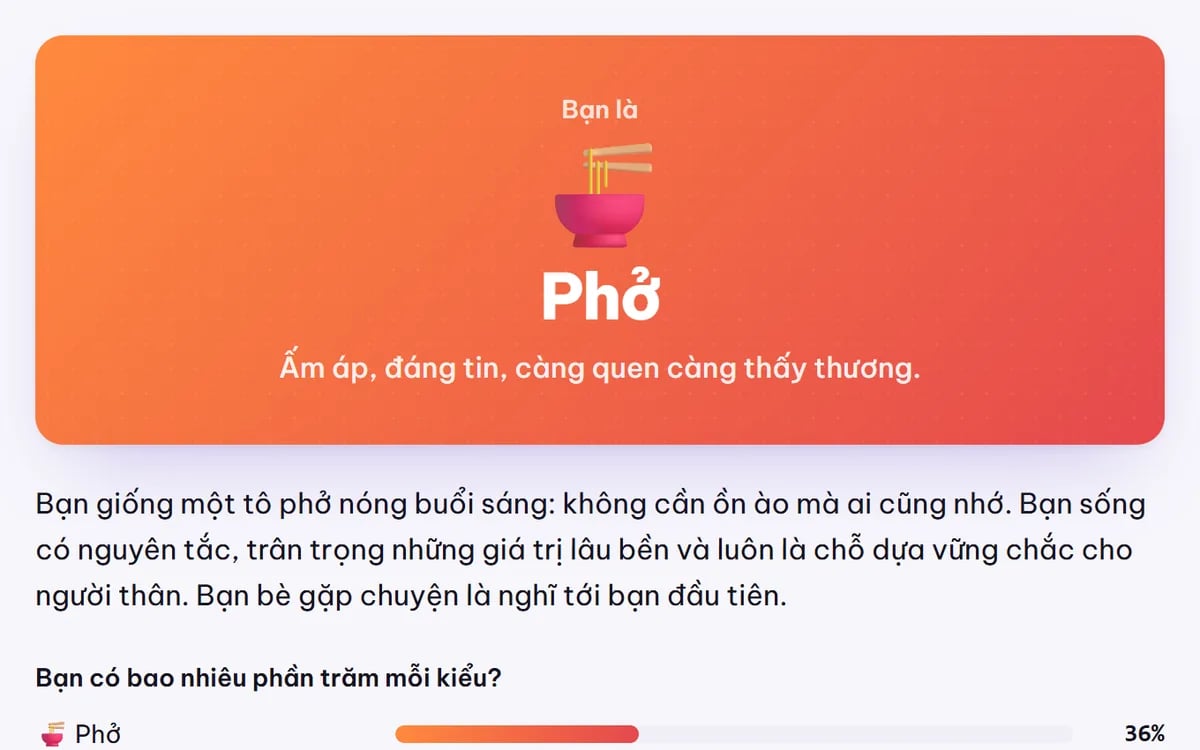 Bạn là
Phở
Ấm áp, đáng tin, càng quen càng thấy thương.
Bạn giống một tô phở nóng buổi sáng: không cần ồn ào mà ai cũng nhớ. Bạn sống
có nguyên tắc, trân trọng những giá trị lâu bền và luôn là chỗ dựa vững chắc cho
người thân. Bạn bè gặp chuyện là nghĩ tới bạn đầu tiên.
Bạn có bao nhiêu phần trăm mỗi kiểu?
Phở 36%